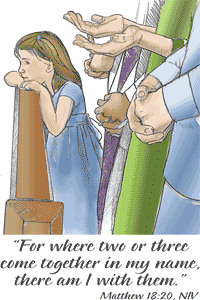 "For where two or three
come together in my name,
there am I with them."
Matthew 18:20, NIV